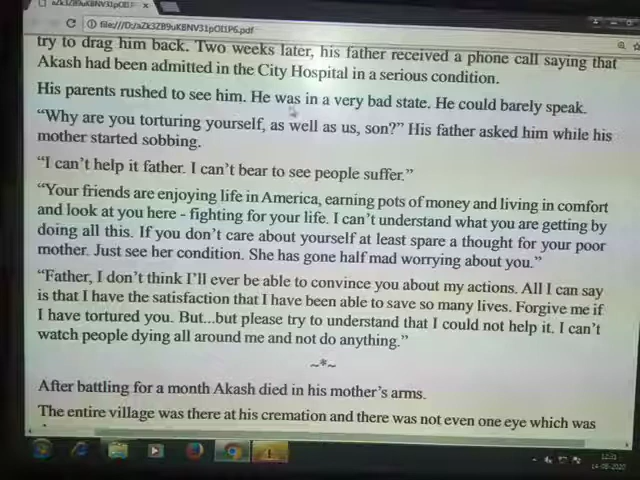 file:///D:/aZk3ZB9uKBNV31pOI1P6.pdf
try to drag him back. Two weeks later, his father received a phone call saying that
Akash had been admitted in the City Hospital in a serious condition.
His parents rushed to see him. He was in a very bad state. He could barely speak.
“Why are you torturing yourself, as well as us, son?” His father asked him while his
mother started sobbing.
“I can’t help it father. I can’t bear to see people suffer.”
“Your friends are enjoying life in America, earning pots of money and living in comfort
and look at you here - fighting for your life. I can’t understand what you are getting by
doing all this. If you don’t care about yourself at least spare a thought for your poor
mother. Just see her condition. She has gone half mad worrying about you.”
“Father, I don’t think I’ll ever be able to convince you about my actions. All I can say
is that I have the satisfaction that I have been able to save so many lives. Forgive me if
I have tortured you. But...but please try to understand that I could not help it. I can’t
watch people dying all around me and not do anything.”
~*~
After battling for a month Akash died in his mother’s arms.
The entire village was there at his cremation and there was not even one eye which was